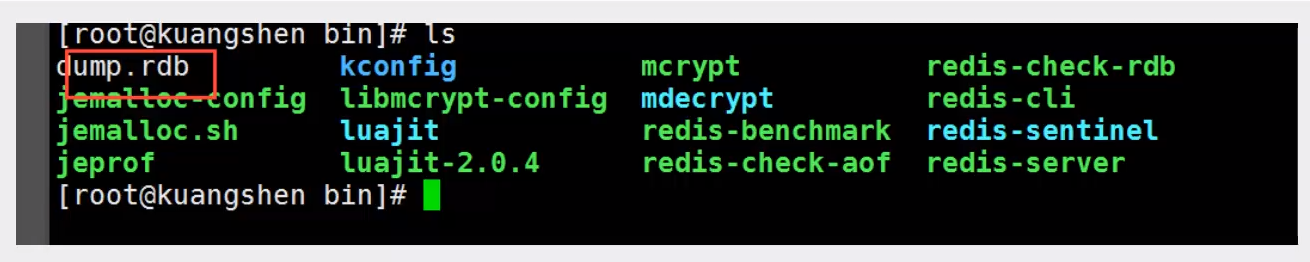 [root@kuangshen bin]# ls
dump.rdb kconfig mcrypt redis-check-rdb
jemalloc-config libmcrypt-config mdecrypt redis-cli
jemalloc.sh luajit redis-benchmark redis-sentinel
jeprof luajit-2.0.4 redis-check-aof redis-server
[root@kuangshen bin]#